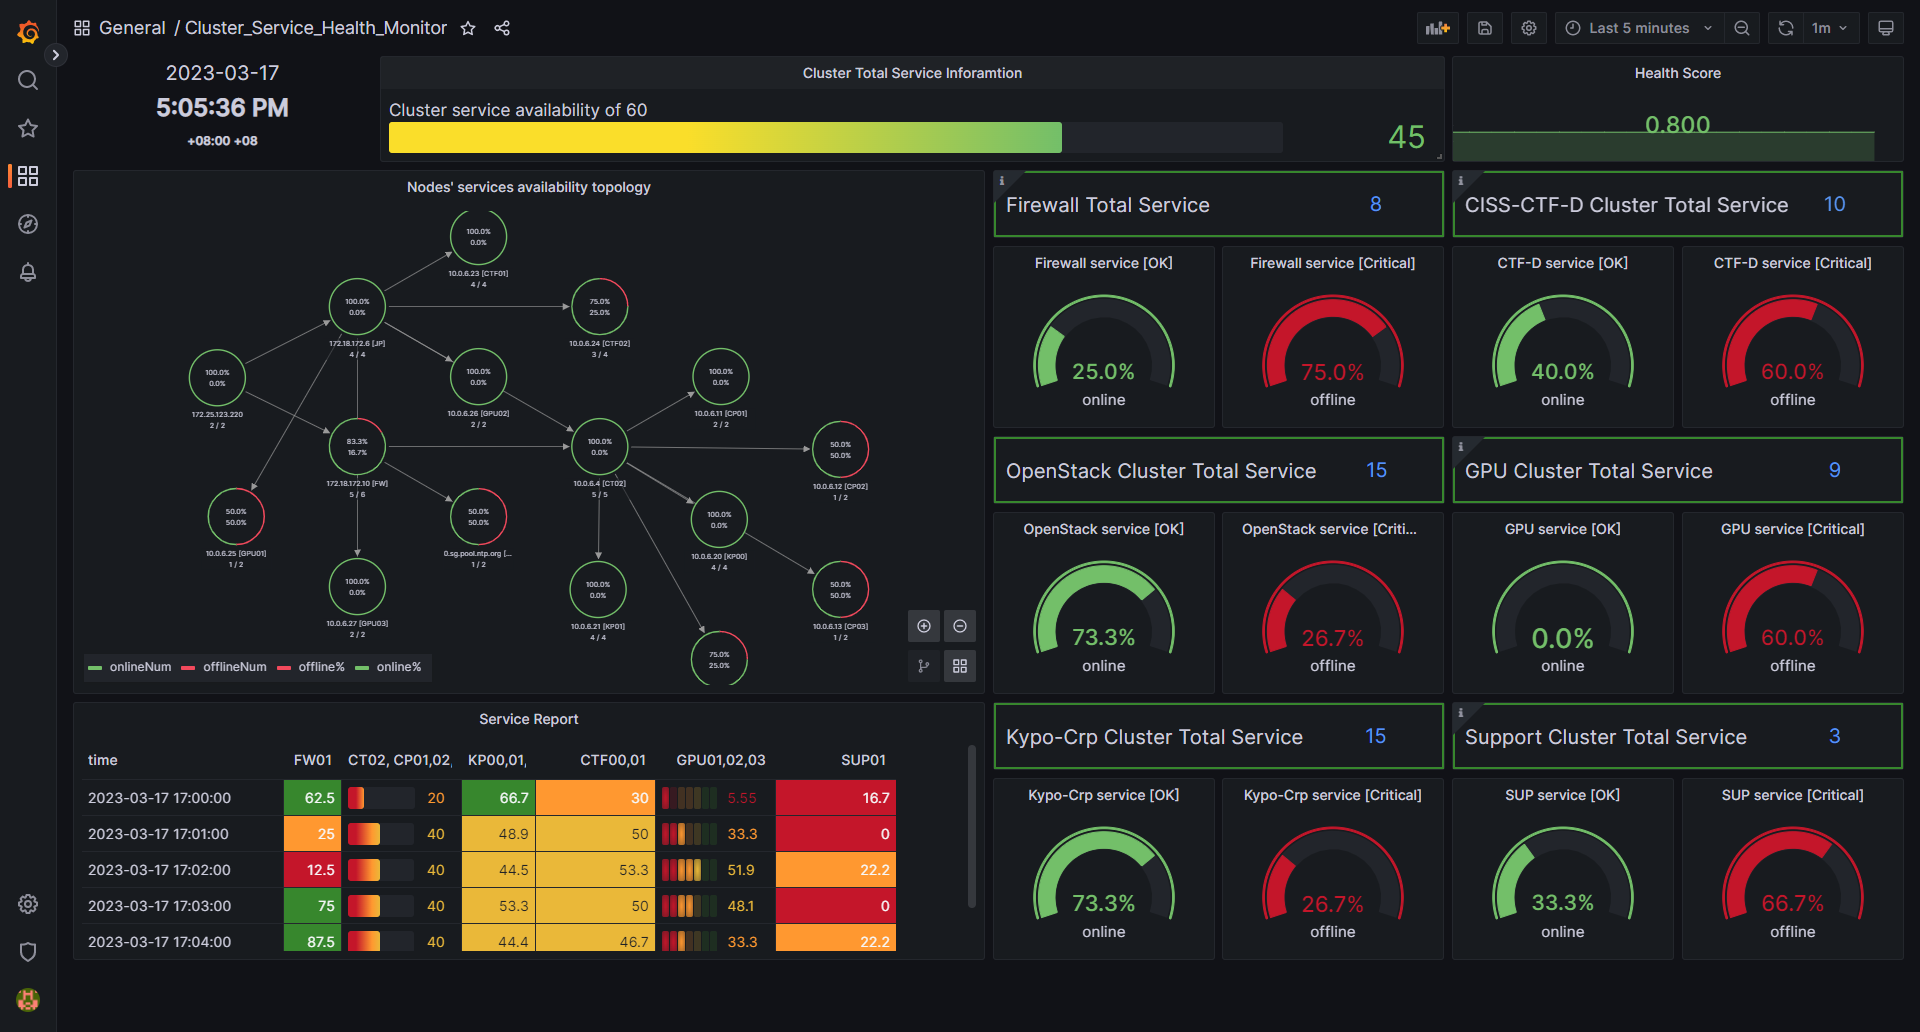 General / Cluster_Service_Health_Monitor
Last 5 minutes
1m
2023-03-17
5:05:36 PM
+08:00 +08
Cluster Total Service Inforamtion
Cluster service availability of 60
45
Health Score
0.800
Nodes' services availability topology
100.0%
0.0%
10.0.6.23 [CTF01]
4 / 4
100.0%
0.0%
172.18.172.6 [JP]
4 / 4
75.0%
25.0%
10.0.6.24 [CTF02]
3 / 4
100.0%
0.0%
172.25.123.220
2 / 2
100.0%
0.0%
10.0.6.26 [GPU02]
2 / 2
100.0%
0.0%
10.0.6.11 [CP01]
2 / 2
83.3%
16.7%
172.18.172.10 [FW]
5 / 6
100.0%
0.0%
10.0.6.4 [CT02]
5 / 5
50.0%
50.0%
10.0.6.12 [CP02]
1 / 2
50.0%
50.0%
10.0.6.25 [GPU01]
1 / 2
50.0%
50.0%
0.sg.pool.ntp.org [...
1 / 2
100.0%
0.0%
10.0.6.20 [KP00]
4 / 4
100.0%
0.0%
10.0.6.27 [GPU03]
2 / 2
100.0%
0.0%
10.0.6.21 [KP01]
4 / 4
50.0%
50.0%
10.0.6.13 [CP03]
1 / 2
75.0%
25.0%
onlineNum offlineNum offline% online%
Firewall Total Service 8
CISS-CTF-D Cluster Total Service 10
Firewall service [OK]
25.0%
online
Firewall service [Critical]
75.0%
offline
CTF-D service [OK]
40.0%
online
CTF-D service [Critical]
60.0%
offline
OpenStack Cluster Total Service 15
GPU Cluster Total Service 9
OpenStack service [OK]
73.3%
online
OpenStack service [Criti...
26.7%
offline
GPU service [OK]
0.0%
online
GPU service [Critical]
60.0%
offline
Kypo-Crp Cluster Total Service 15
Support Cluster Total Service 3
Kypo-Crp service [OK]
73.3%
online
Kypo-Crp service [Critical]
26.7%
offline
SUP service [OK]
33.3%
online
SUP service [Critical]
66.7%
offline
Service Report
time FW01 CT02, CP01,02, KP00,01, CTF00,01 GPU01,02,03 SUP01
2023-03-17 17:00:00 62.5 20 66.7 30 5.55 16.7
2023-03-17 17:01:00 25 40 48.9 50 33.3 0
2023-03-17 17:02:00 12.5 40 44.5 53.3 51.9 22.2
2023-03-17 17:03:00 75 40 53.3 50 48.1 0
2023-03-17 17:04:00 87.5 40 44.4 46.7 33.3 22.2